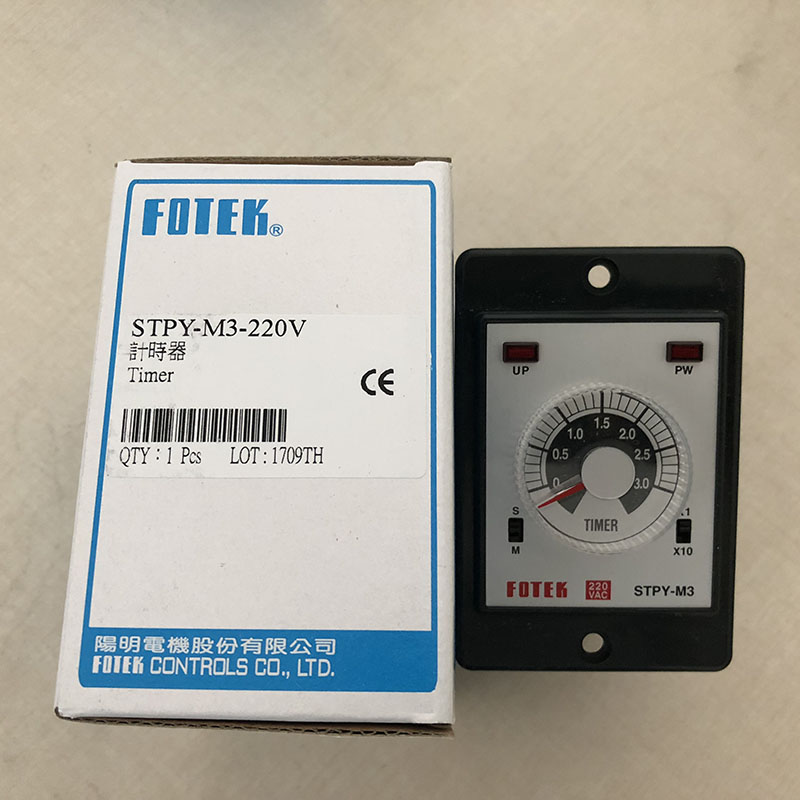 FOTEK®
STPY-M3-220V
計時器
Timer
CE
QTY：1 Pcs LOT：1709TH
陽明電機股份有限公司
FOTEK CONTROLS CO., LTD.
UP PW
0 0.5 1.0 1.5 2.0 2.5 3.0
TIMER
S
M
X10
FOTEK 220 VAC STPY-M3